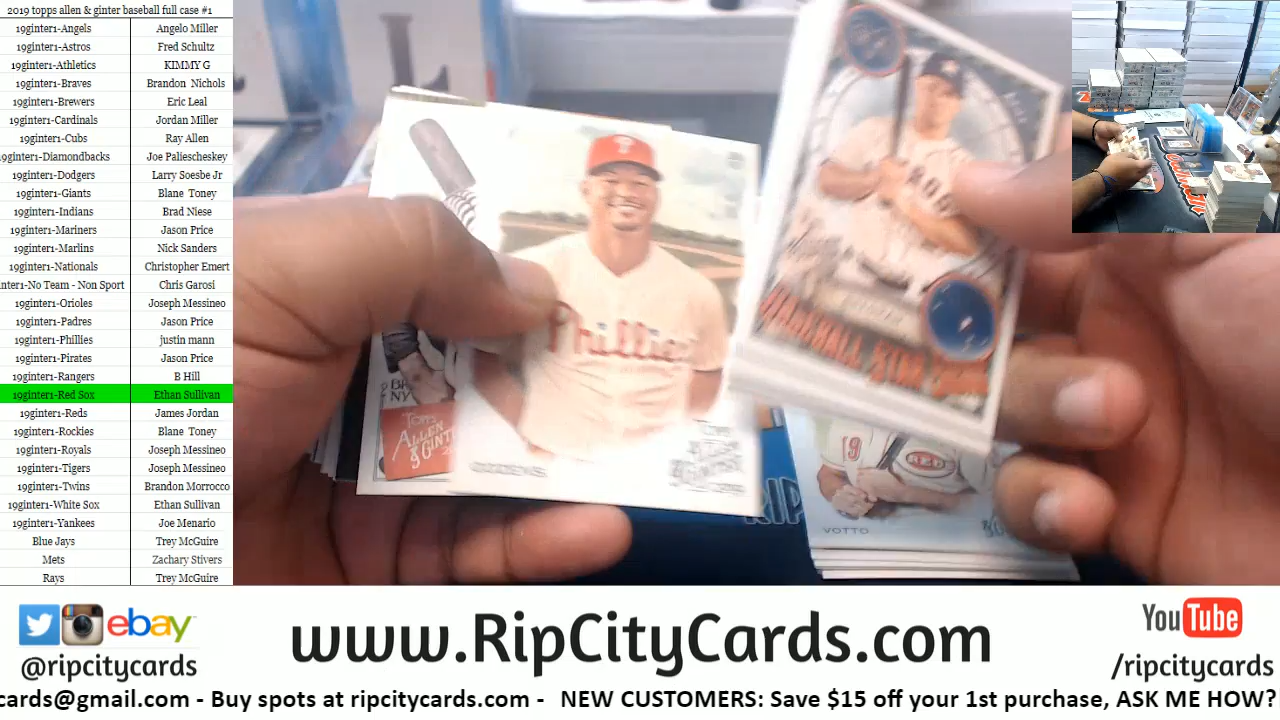 2019 topps allen & ginter baseball full case #1
19ginter1-Angels Angelo Miller
19ginter1-Astros Fred Schultz
19ginter1-Athletics KIMMY G
19ginter1-Braves Brandon Nichols
19ginter1-Brewers Eric Leal
19ginter1-Cardinals Jordan Miller
19ginter1-Cubs Ray Allen
9ginter1-Diamondbacks Joe Paliescheskey
19ginter1-Dodgers Larry Soesbe Jr
19ginter1-Giants Blane Toney
19ginter1-Indians Brad Niese
19ginter1-Mariners Jason Price
19ginter1-Marlins Nick Sanders
19ginter1-Nationals Christopher Emert
nter1-No Team - Non Sport Chris Garosi
19ginter1-Orioles Joseph Messineo
19ginter1-Padres Jason Price
19ginter1-Phillies justin mann
19ginter1-Pirates Jason Price
19ginter1-Rangers B Hill
19ginter1-Red Sox Ethan Sullivan
19ginter1-Reds James Jordan
19ginter1-Rockies Blane Toney
19ginter1-Royals Joseph Messineo
19ginter1-Tigers Joseph Messineo
19ginter1-Twins Brandon Morrocco
19ginter1-White Sox Ethan Sullivan
19ginter1-Yankees Joe Menario
Blue Jays Trey McGuire
Mets Zachary Stivers
Rays Trey McGuire
Phillies
TOPPS
ALLEN
& GINT
BASEBALL STAR
19
REDS
VOTTO
RIP
ebay
@ripcitycards
www.RipCityCards.com
YouTube
/ripcitycards
cards@gmail.com - Buy spots at ripcitycards.com - NEW CUSTOMERS: Save $15 off your 1st purchase, ASK ME HOW?